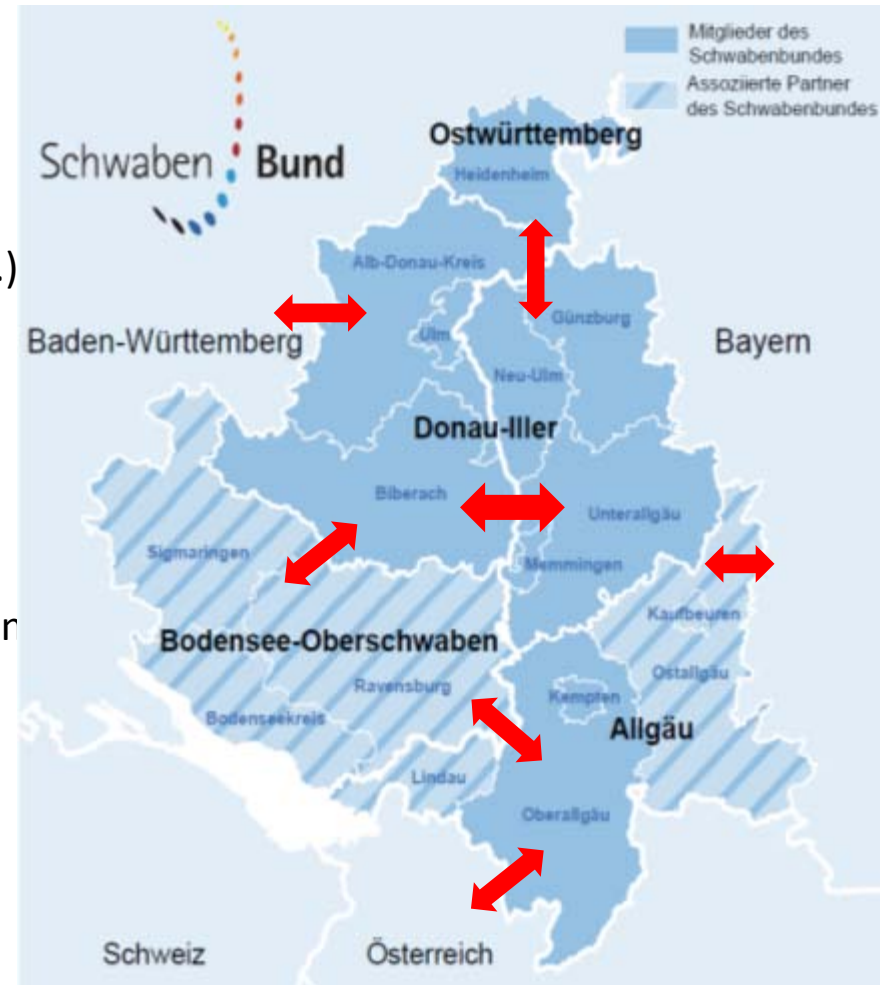 Mitglieder des
Schwabenbundes
Assoziierte Partner
des Schwabenbundes
Schwaben Bund
Ostwürttemberg
Heidenheim
.)
Alb-Donau-Kreis
Günzburg
Ulm
Baden-Württemberg
Bayern
Neu-Ulm
Donau-Iller
Biberach
Unterallgäu
Sigmaringen
Memmingen
Kaufbeuren
n
Bodensee-Oberschwaben
Ostallgäu
Ravensburg
Kempten
Bodenseekreis
Allgäu
Lindau
Oberallgäu
Schweiz
Österreich